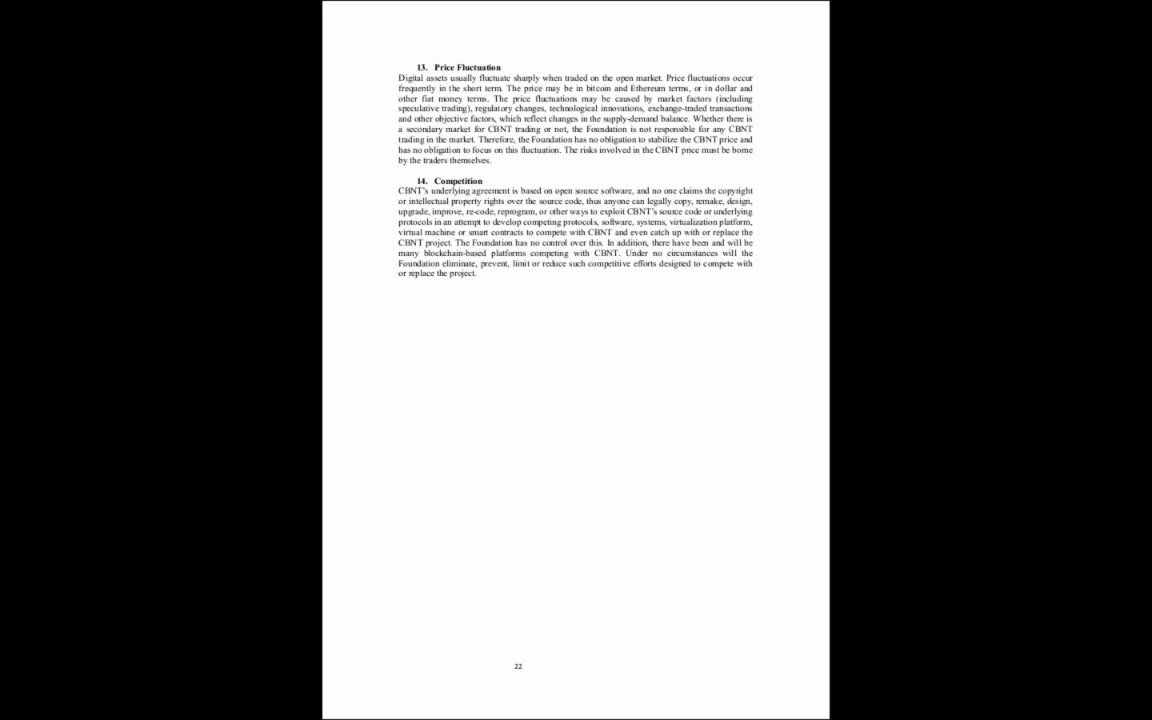 13. Price Fluctuation
Digital assets usually fluctuate sharply when traded on the open market. Price fluctuations occur
frequently in the short term. The price may be in bitcoin and Ethereum terms, or in dollar and
other fiat money terms. The price fluctuations may be caused by market factors (including
speculative trading), regulatory changes, technological innovations, exchange-traded transactions
and other objective factors, which reflect changes in the supply-demand balance. Whether there is
a secondary market for CBNT trading or not, the Foundation is not responsible for any CBNT
trading in the market. Therefore, the Foundation has no obligation to stabilize the CBNT price and
has no obligation to focus on this fluctuation. The risks involved in the CBNT price must be borne
by the traders themselves.
14. Competition
CBNT's underlying agreement is based on open source software, and no one claims the copyright
or intellectual property rights over the source code, thus anyone can legally copy, remake, design,
upgrade, improve, re-code, reprogram, or other ways to exploit CBNT's source code or underlying
protocols in an attempt to develop competing protocols, software, systems, virtualization platform,
virtual machine or smart contracts to compete with CBNT and even catch up with or replace the
CBNT project. The Foundation has no control over this. In addition, there have been and will be
many blockchain-based platforms competing with CBNT. Under no circumstances will the
Foundation eliminate, prevent, limit or reduce such competitive efforts designed to compete with
or replace the project.
22